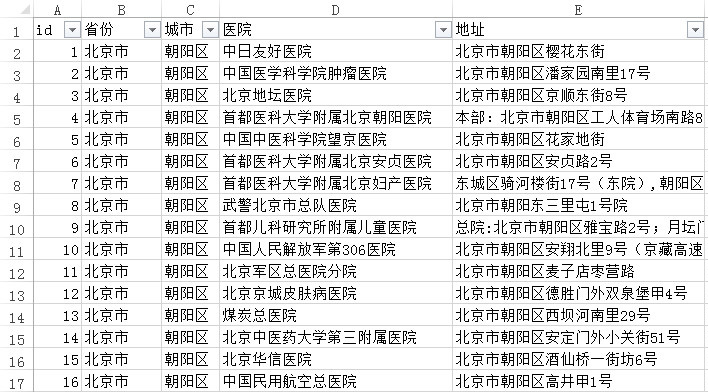 A B C D E
1 id 省份 城市 医院 地址
2 1 北京市 朝阳区 中日友好医院 北京市朝阳区樱花东街
3 2 北京市 朝阳区 中国医学科学院肿瘤医院 北京市朝阳区潘家园南里17号
4 3 北京市 朝阳区 北京地坛医院 北京市朝阳区京顺东街8号
5 4 北京市 朝阳区 首都医科大学附属北京朝阳医院 本部：北京市朝阳区工人体育场南路8
6 5 北京市 朝阳区 中国中医科学院望京医院 北京市朝阳区花家地街
7 6 北京市 朝阳区 首都医科大学附属北京安贞医院 北京市朝阳区安贞路2号
8 7 北京市 朝阳区 首都医科大学附属北京妇产医院 东城区骑河楼街17号（东院）,朝阳区
9 8 北京市 朝阳区 武警北京市总队医院 北京市朝阳东三里屯1号院
10 9 北京市 朝阳区 首都儿科研究所附属儿童医院 总院:北京市朝阳区雅宝路2号；月坛门
11 10 北京市 朝阳区 中国人民解放军第306医院 北京市朝阳区安翔北里9号（京藏高速
12 11 北京市 朝阳区 北京军区总医院分院 北京市朝阳区麦子店枣营路
13 12 北京市 朝阳区 北京京城皮肤病医院 北京市朝阳区德胜门外双泉堡甲4号
14 13 北京市 朝阳区 煤炭总医院 北京市朝阳区西坝河南里29号
15 14 北京市 朝阳区 北京中医药大学第三附属医院 北京市朝阳区安定门外小关街51号
16 15 北京市 朝阳区 北京华信医院 北京市朝阳区酒仙桥一街坊6号
17 16 北京市 朝阳区 中国民用航空总医院 北京市朝阳区高井甲1号